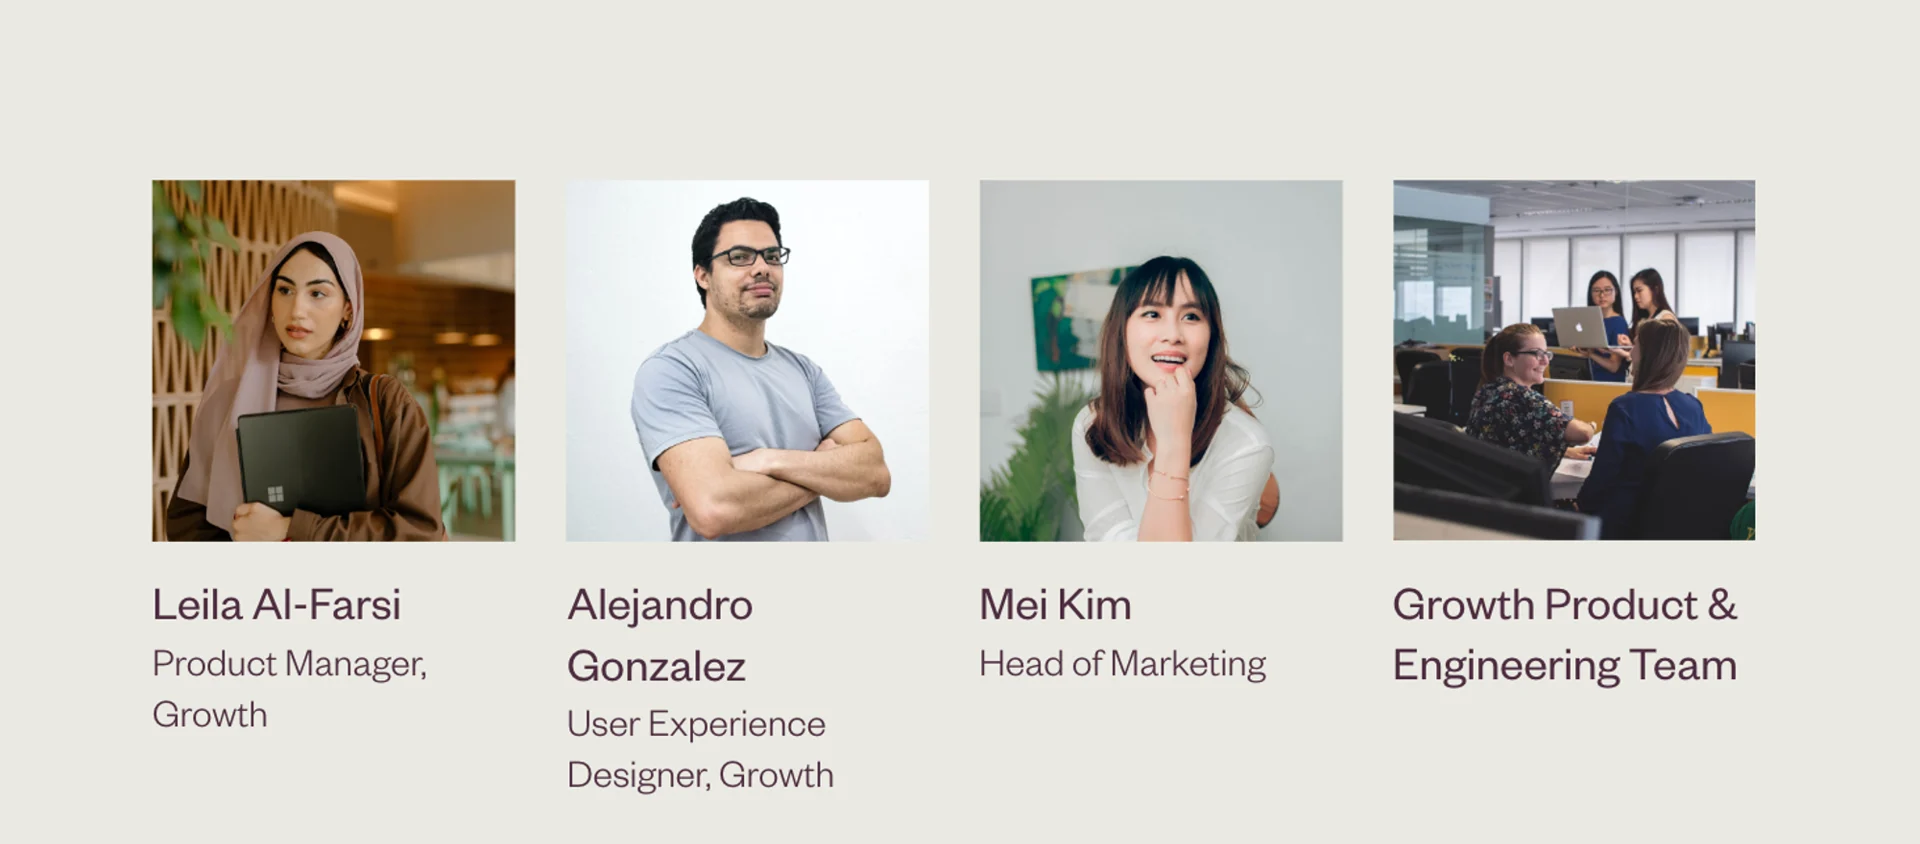 Leila Al-Farsi
Product Manager,
Growth
Alejandro
Gonzalez
User Experience
Designer, Growth
Mei Kim
Head of Marketing
Growth Product &
Engineering Team